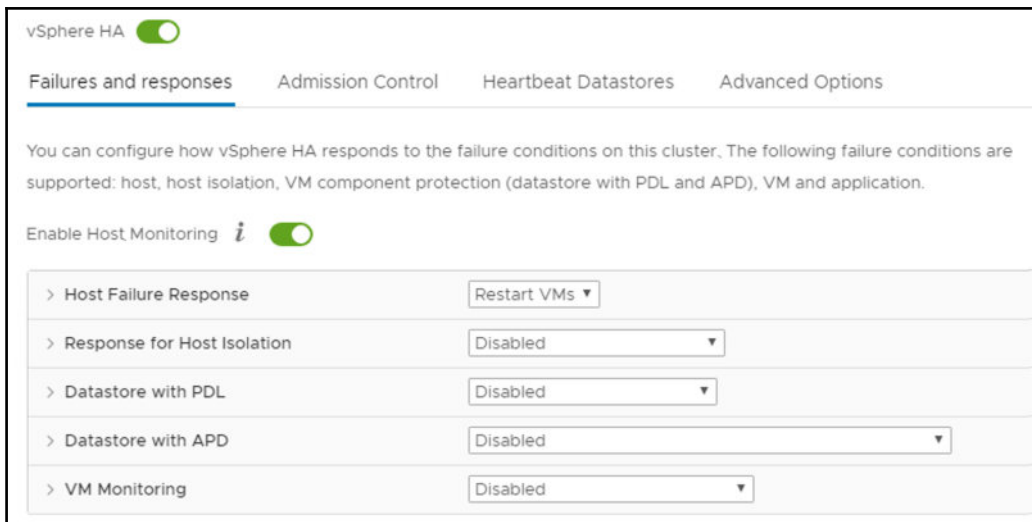 vSphere HA
Failures and responses Admission Control Heartbeat Datastores Advanced Options
You can configure how vSphere HA responds to the failure conditions on this cluster. The following failure conditions are
supported: host, host isolation, VM component protection (datastore with PDL and APD), VM and application.
Enable Host Monitoring i
> Host Failure Response Restart VMs ▼
> Response for Host Isolation Disabled ▼
> Datastore with PDL Disabled ▼
> Datastore with APD Disabled ▼
> VM Monitoring Disabled ▼